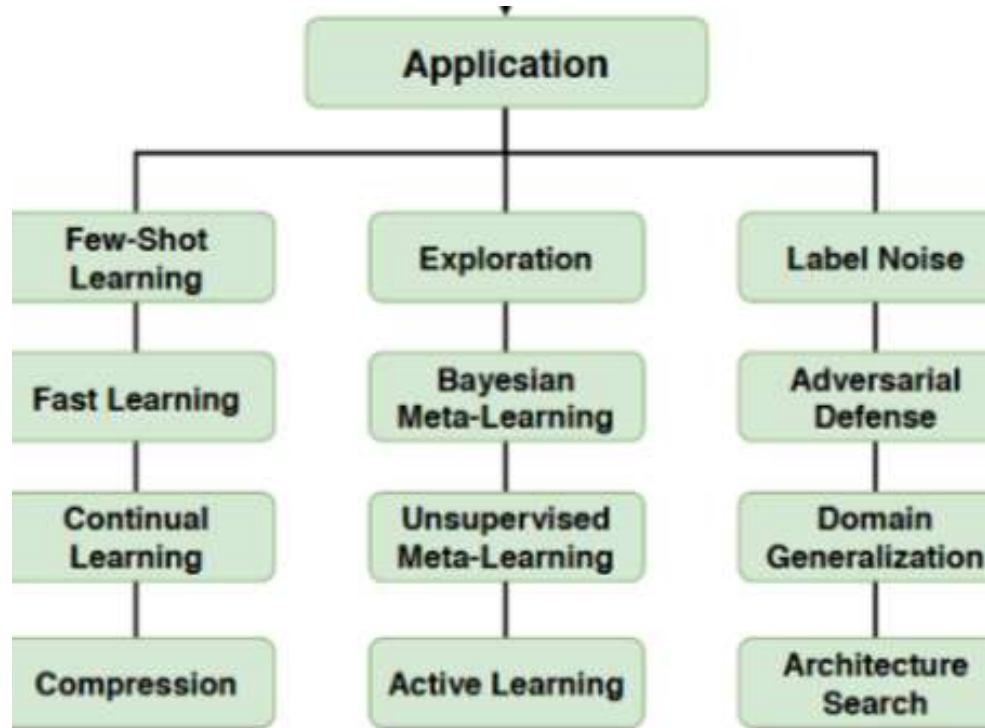 Application
Few-Shot
Learning
Exploration
Label Noise
Fast Learning
Bayesian
Meta-Learning
Adversarial
Defense
Continual
Learning
Unsupervised
Meta-Learning
Domain
Generalization
Compression
Active Learning
Architecture
Search